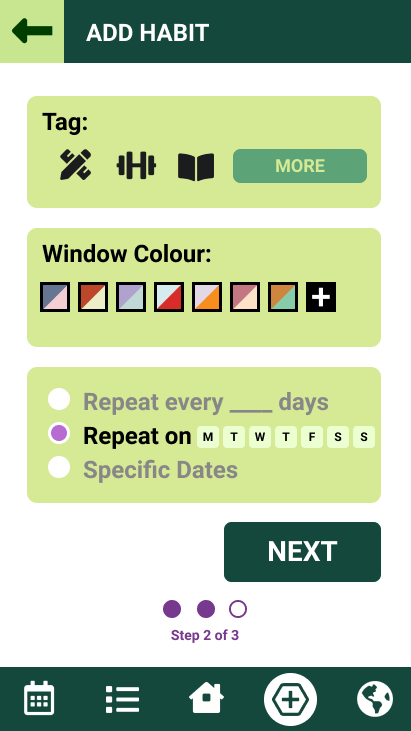 ADD HABIT
Tag:
MORE
Window Colour:
Repeat every ____ days
Repeat on M T W T F S S
Specific Dates
NEXT
Step 2 of 3